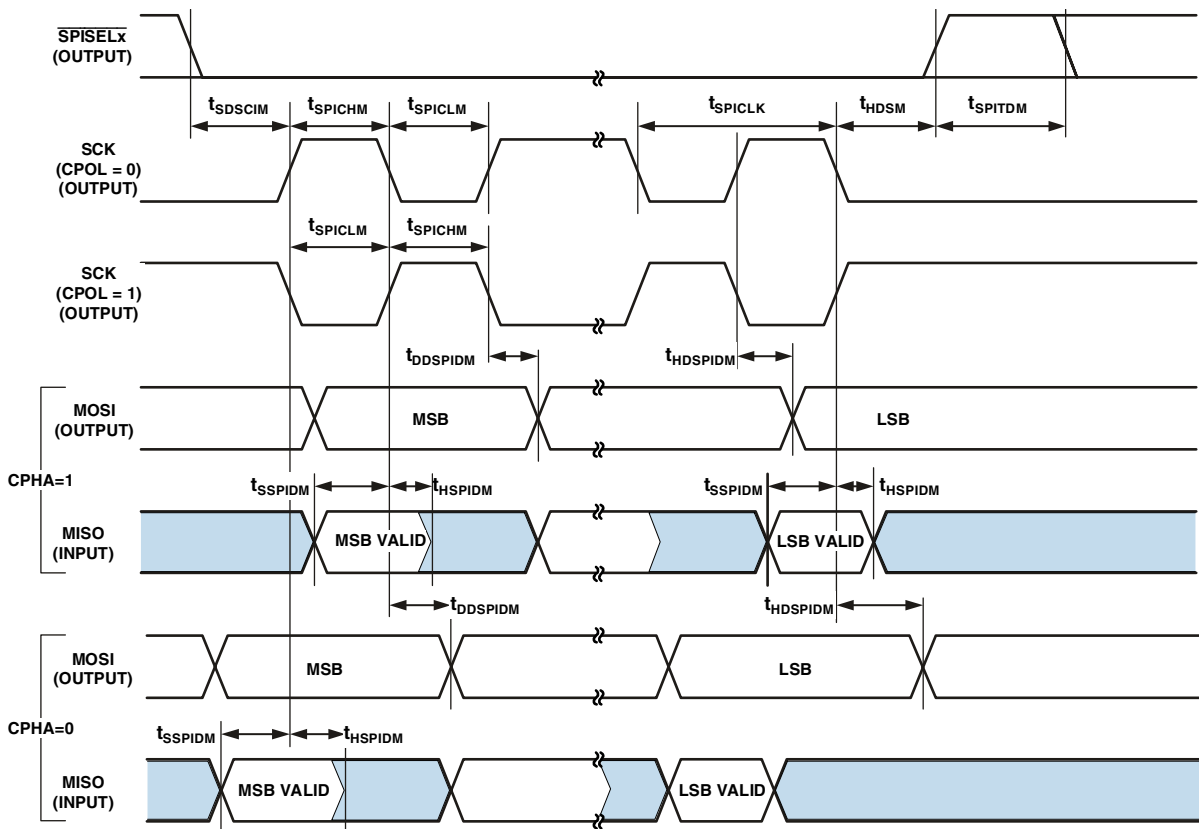 SPISELx
(OUTPUT)
tSDSCIM
tSPICHM
tSPICLM
tSPICLK
tHDSM
tSPITDM
SCK
(CPOL = 0)
(OUTPUT)
tSPICLM
tSPICHM
SCK
(CPOL = 1)
(OUTPUT)
tDDSPIDM
tHDSPIDM
CPHA=1
MOSI
(OUTPUT)
MSB
LSB
tSSPIDM
tHSPIDM
tSSPIDM
tHSPIDM
MISO
(INPUT)
MSB VALID
LSB VALID
tDDSPIDM
tHDSPIDM
CPHA=0
MOSI
(OUTPUT)
MSB
LSB
tSSPIDM
tHSPIDM
MISO
(INPUT)
MSB VALID
LSB VALID